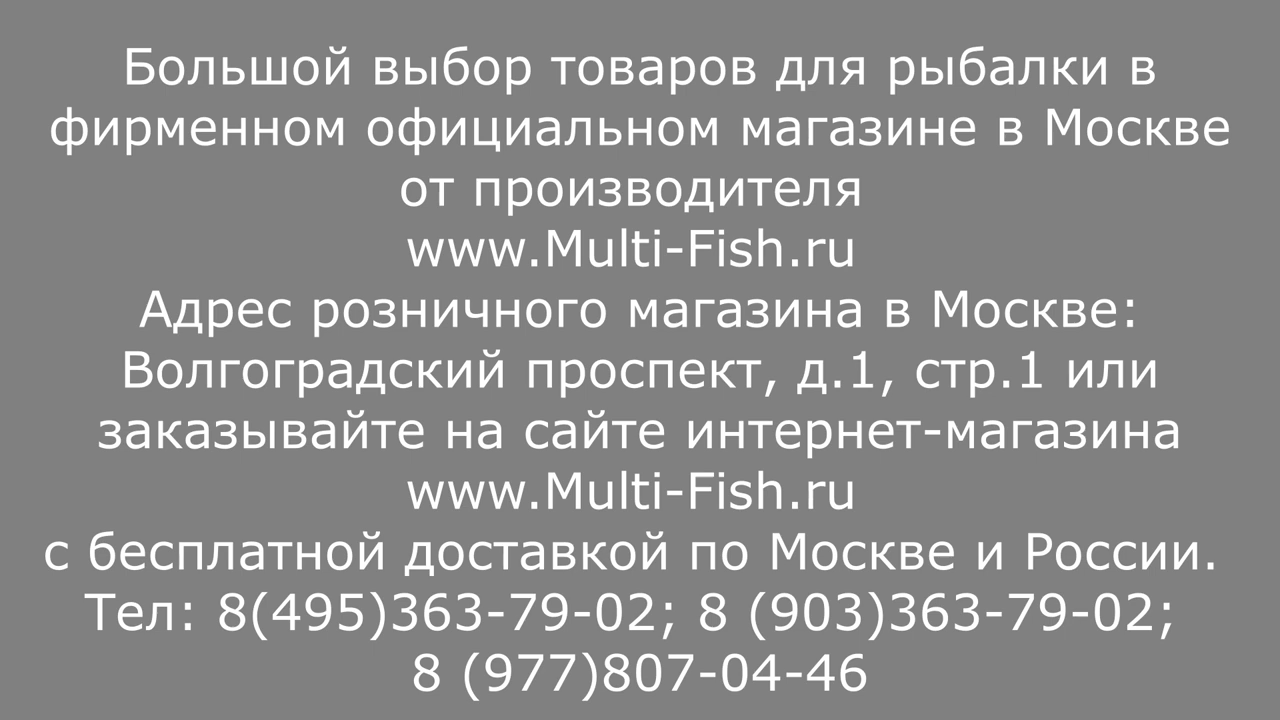 Большой выбор товаров для рыбалки в
фирменном официальном магазине в Москве
от производителя
www.Multi-Fish.ru
Адрес розничного магазина в Москве:
Волгоградский проспект, д.1, стр.1 или
заказывайте на сайте интернет-магазина
www.Multi-Fish.ru
с бесплатной доставкой по Москве и России.
Тел: 8(495)363-79-02; 8 (903)363-79-02;
8 (977)807-04-46